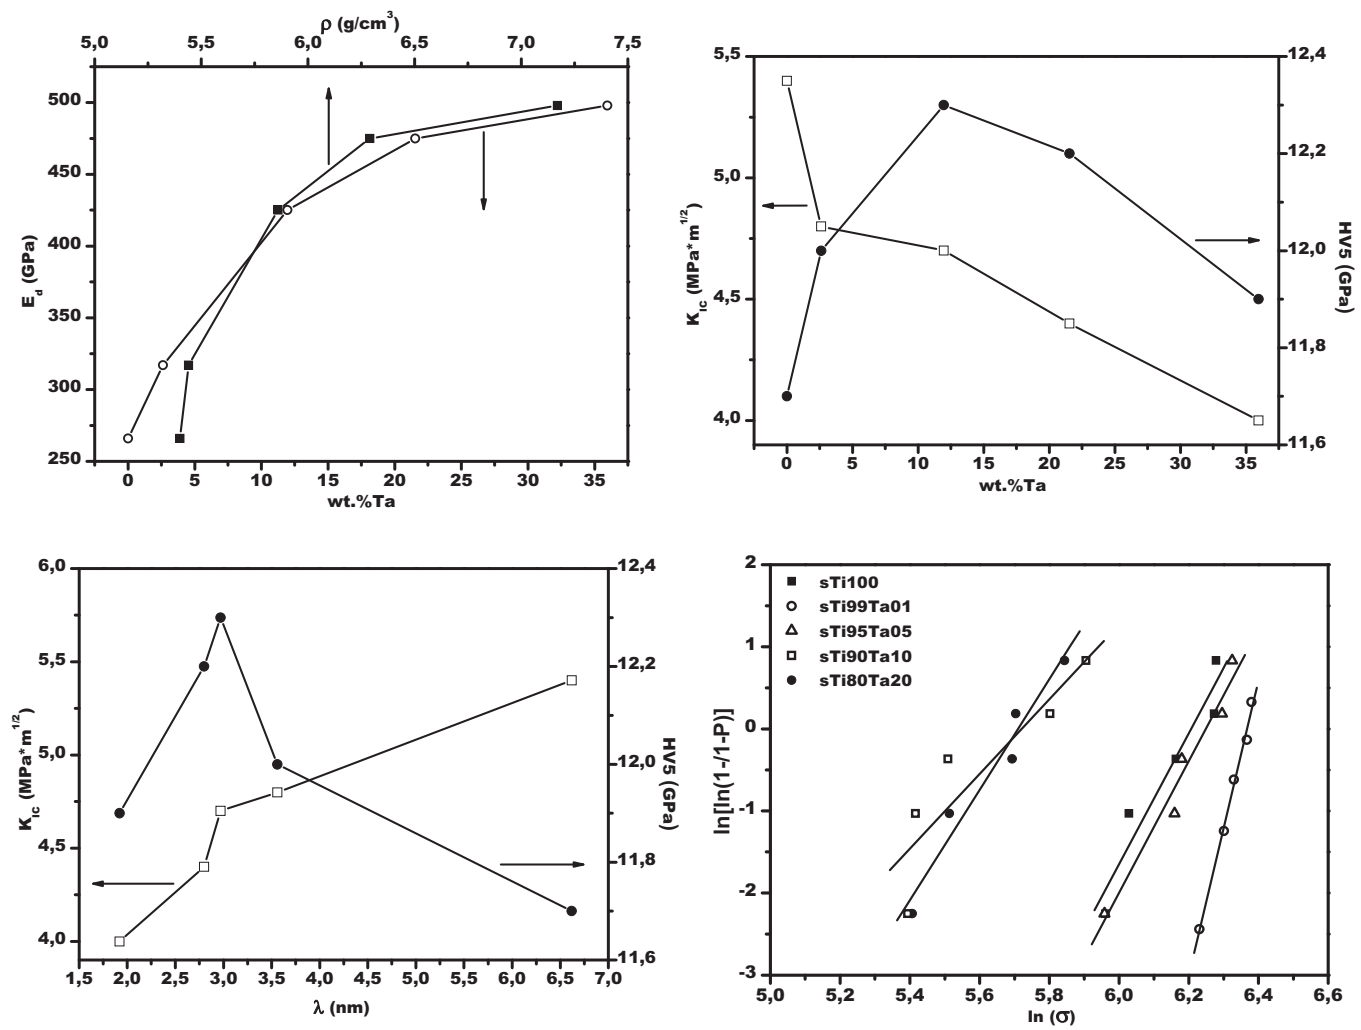 ρ (g/cm³)
5,0 5,5 6,0 6,5 7,0 7,5
500
450
400
350
300
250
E_d (GPa)
0 5 10 15 20 25 30 35
wt.%Ta
5,5
5,0
4,5
4,0
K_Ic (MPa*m^1/2)
12,4
12,2
12,0
11,8
11,6
HV5 (GPa)
0 5 10 15 20 25 30 35
wt.%Ta
6,0
5,5
5,0
4,5
4,0
K_Ic (MPa*m^1/2)
12,4
12,2
12,0
11,8
11,6
HV5 (GPa)
1,5 2,0 2,5 3,0 3,5 4,0 4,5 5,0 5,5 6,0 6,5 7,0
λ (nm)
2
1
0
-1
-2
-3
ln[ln(1-/1-P)]
sTi100
sTi99Ta01
sTi95Ta05
sTi90Ta10
sTi80Ta20
5,0 5,2 5,4 5,6 5,8 6,0 6,2 6,4 6,6
ln (σ)